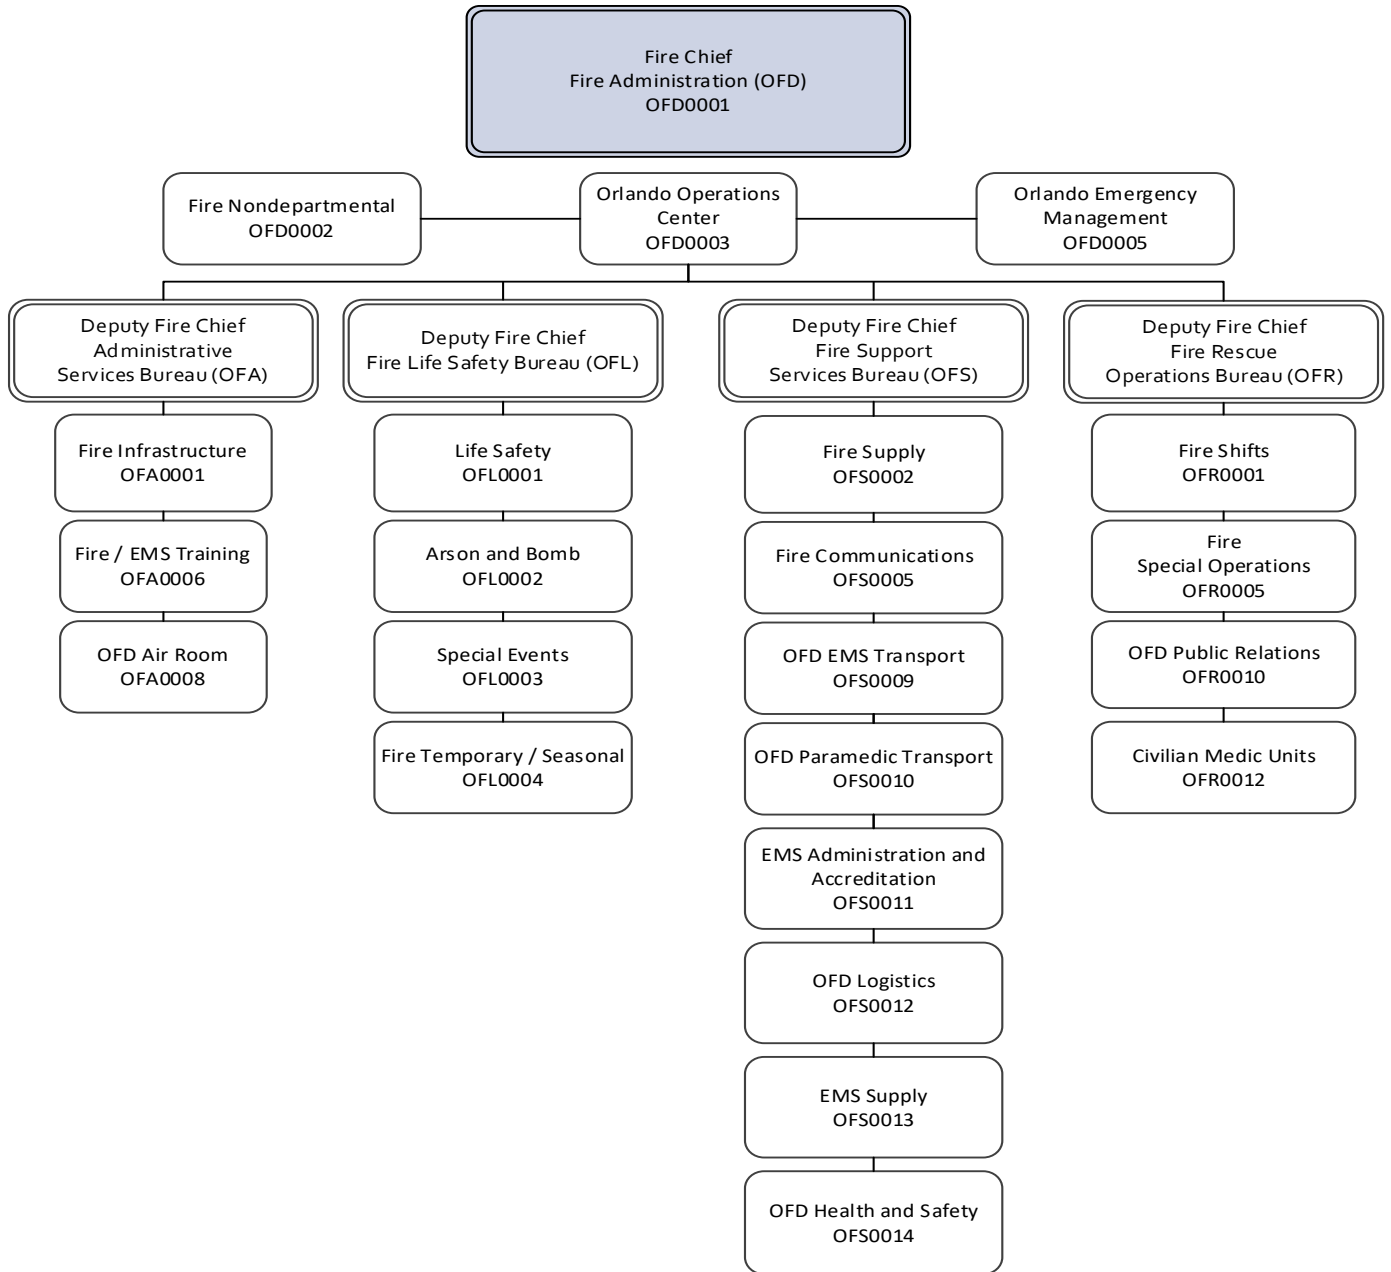 Fire Chief
Fire Administration (OFD)
OFD0001
Fire Nondepartmental
OFD0002
Orlando Operations
Center
OFD0003
Orlando Emergency
Management
OFD0005
Deputy Fire Chief
Administrative
Services Bureau (OFA)
Deputy Fire Chief
Fire Life Safety Bureau (OFL)
Deputy Fire Chief
Fire Support
Services Bureau (OFS)
Deputy Fire Chief
Fire Rescue
Operations Bureau (OFR)
Fire Infrastructure
OFA0001
Fire / EMS Training
OFA0006
OFD Air Room
OFA0008
Life Safety
OFL0001
Arson and Bomb
OFL0002
Special Events
OFL0003
Fire Temporary / Seasonal
OFL0004
Fire Supply
OFS0002
Fire Communications
OFS0005
OFD EMS Transport
OFS0009
OFD Paramedic Transport
OFS0010
EMS Administration and
Accreditation
OFS0011
OFD Logistics
OFS0012
EMS Supply
OFS0013
OFD Health and Safety
OFS0014
Fire Shifts
OFR0001
Fire
Special Operations
OFR0005
OFD Public Relations
OFR0010
Civilian Medic Units
OFR0012